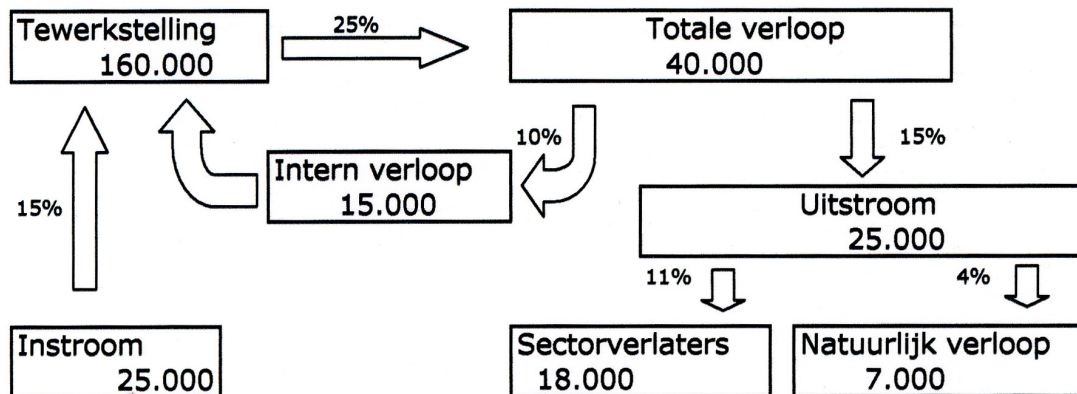 Tewerkstelling
160.000
25%
Totale verloop
40.000
10%
15%
Intern verloop
15.000
15%
Uitstroom
25.000
11%
4%
Instroom
25.000
Sectorverlaters
18.000
Natuurlijk verloop
7.000